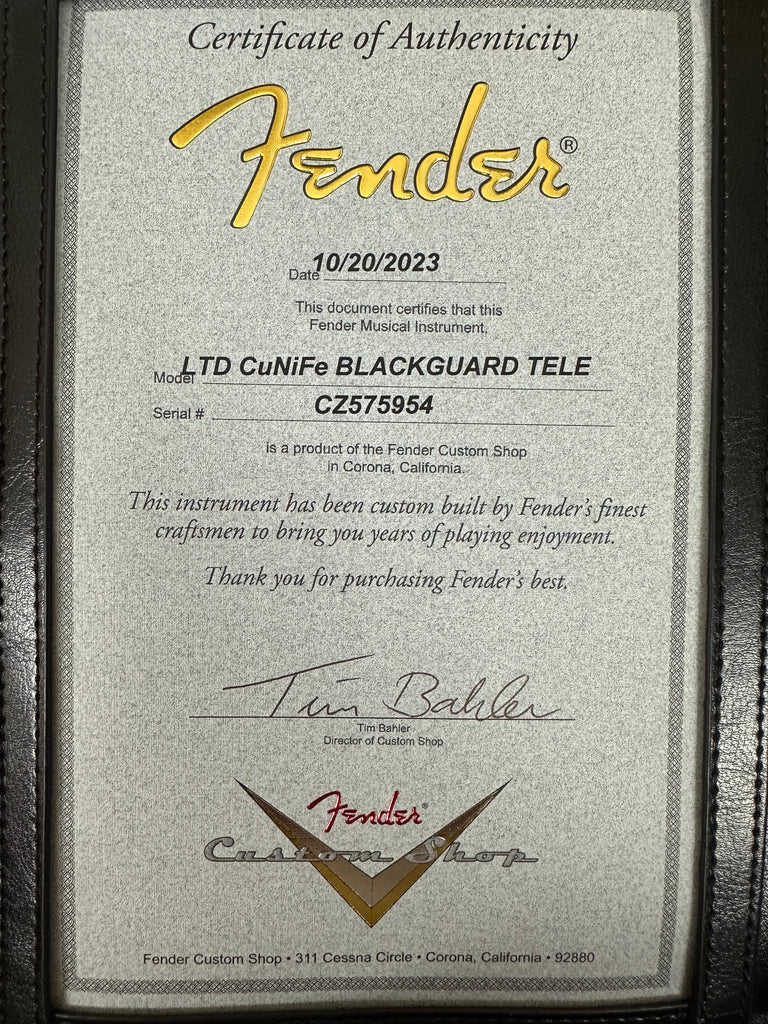 Certificate of Authenticity
Fender®
Date 10/20/2023
This document certifies that this
Fender Musical Instrument,
Model LTD CuNiFe BLACKGUARD TELE
Serial # CZ575954
is a product of the Fender Custom Shop
in Corona, California.
This instrument has been custom built by Fender's finest
craftsmen to bring you years of playing enjoyment.
Thank you for purchasing Fender's best.
Tim Bahler
Tim Bahler
Director of Custom Shop
Fender®
Custom Shop
Fender Custom Shop • 311 Cessna Circle • Corona, California • 92880